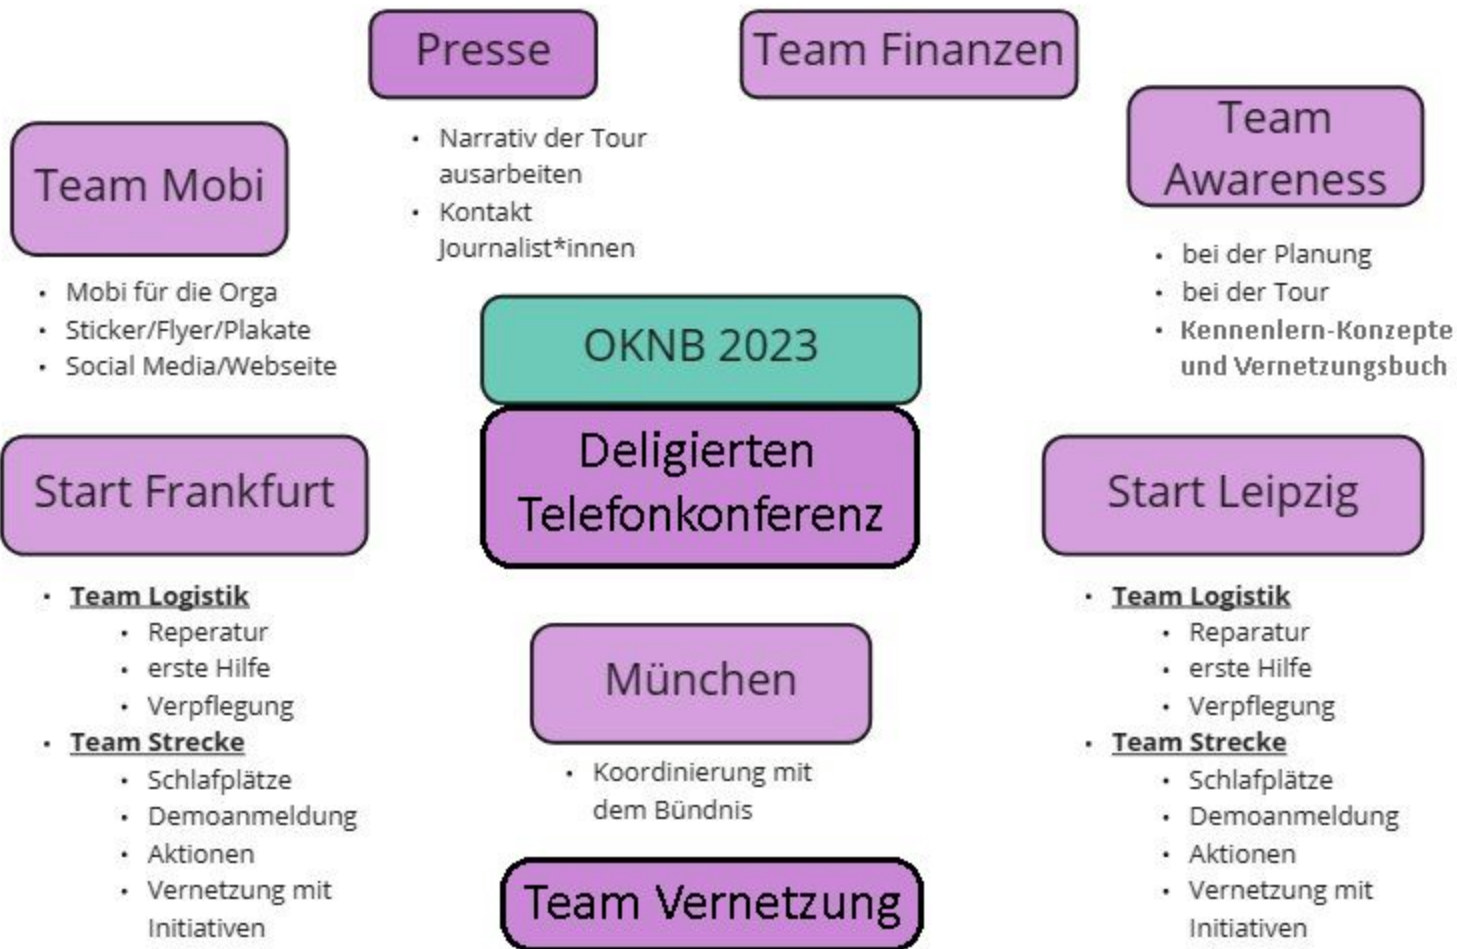 Presse
Team Finanzen
Team
Awareness
Team Mobi
• Narrativ der Tour
ausarbeiten
• Kontakt
Journalist*innen
• bei der Planung
• bei der Tour
• Kennenlern-Konzepte
und Vernetzungsbuch
• Mobi für die Orga
• Sticker/Flyer/Plakate
• Social Media/Webseite
OKNB 2023
Deligierten
Telefonkonferenz
Start Frankfurt
• Team Logistik
• Reperatur
• erste Hilfe
• Verpflegung
• Team Strecke
• Schlafplätze
• Demoanmeldung
• Aktionen
• Vernetzung mit
Initiativen
München
• Koordinierung mit
dem Bündnis
Team Vernetzung
Start Leipzig
• Team Logistik
• Reparatur
• erste Hilfe
• Verpflegung
• Team Strecke
• Schlafplätze
• Demoanmeldung
• Aktionen
• Vernetzung mit
Initiativen